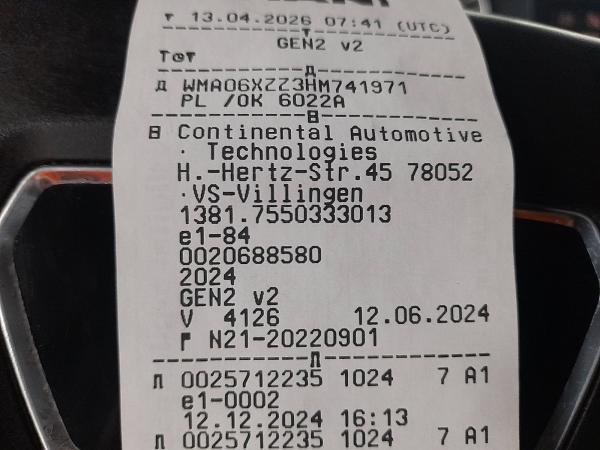 ▼ 13.04.2026 07:41 (UTC)
GEN2 v2
T⊙▼
WMA06XZZ3HM741971
PL /OK 6022A
Continental Automotive
· Technologies
H.-Hertz-Str.45 78052
·VS-Villingen
1381.7550333013
e1-84
0020688580
2024
GEN2 v2
V 4126 12.06.2024
N21-20220901
0025712235 1024 7 A1
e1-0002
12.12.2024 16:13
0025712235 1024 7 A1